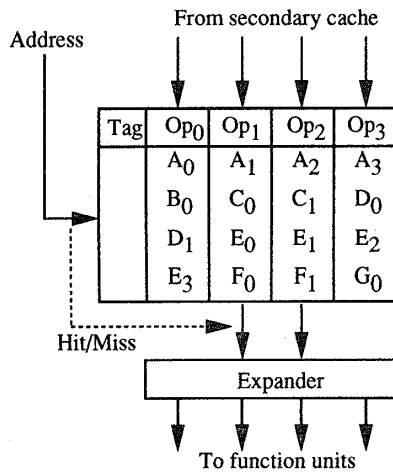 From secondary cache
Address
Tag Op0 Op1 Op2 Op3
A0 A1 A2 A3
B0 C0 C1 D0
D1 E0 E1 E2
E3 F0 F1 G0
Hit/Miss
Expander
To function units